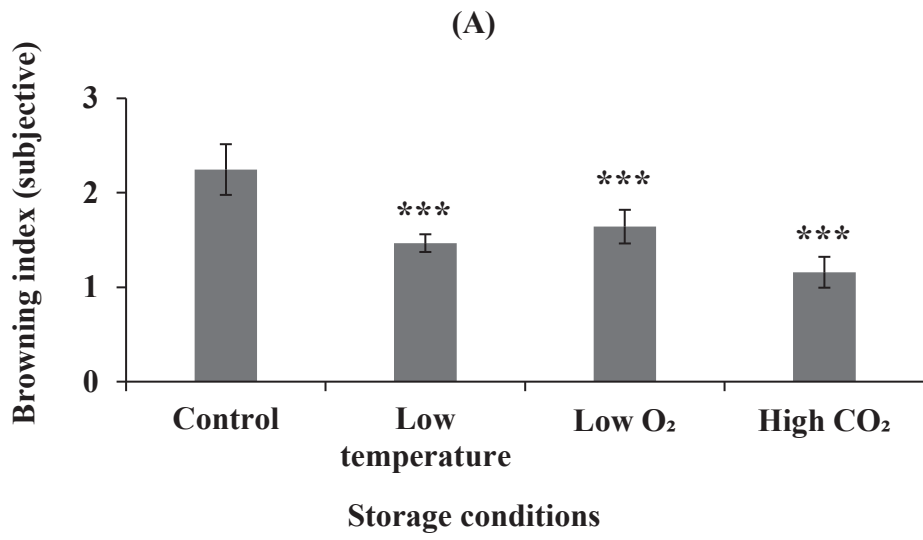 (A)
Browning index (subjective)
3
2
1
0
***
***
***
Control
Low temperature
Low O₂
High CO₂
Storage conditions